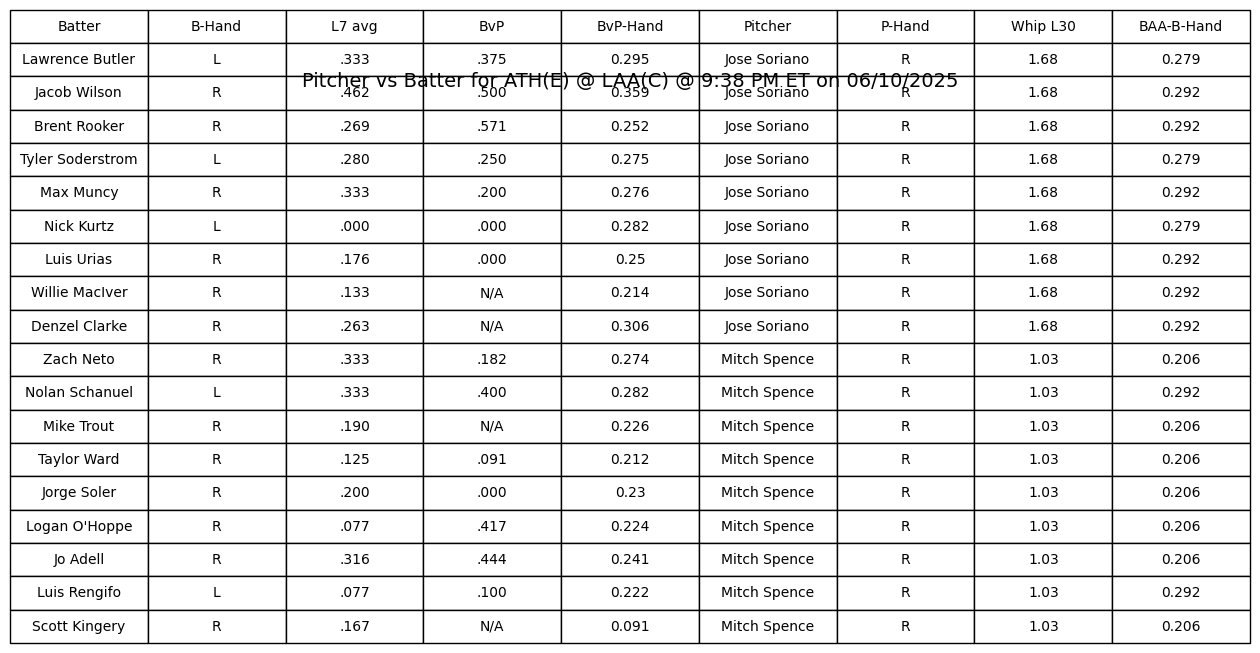 Batter B-Hand L7 avg BvP BvP-Hand Pitcher P-Hand Whip L30 BAA-B-Hand
Lawrence Butler L .333 .375 0.295 Jose Soriano R 1.68 0.279
Pitcher vs Batter for ATH(E) @ LAA(C) @ 9:38 PM ET on 06/10/2025
Jacob Wilson R .462 .500 0.359 Jose Soriano R 1.68 0.292
Brent Rooker R .269 .571 0.252 Jose Soriano R 1.68 0.292
Tyler Soderstrom L .280 .250 0.275 Jose Soriano R 1.68 0.279
Max Muncy R .333 .200 0.276 Jose Soriano R 1.68 0.292
Nick Kurtz L .000 .000 0.282 Jose Soriano R 1.68 0.279
Luis Urias R .176 .000 0.25 Jose Soriano R 1.68 0.292
Willie MacIver R .133 N/A 0.214 Jose Soriano R 1.68 0.292
Denzel Clarke R .263 N/A 0.306 Jose Soriano R 1.68 0.292
Zach Neto R .333 .182 0.274 Mitch Spence R 1.03 0.206
Nolan Schanuel L .333 .400 0.282 Mitch Spence R 1.03 0.292
Mike Trout R .190 N/A 0.226 Mitch Spence R 1.03 0.206
Taylor Ward R .125 .091 0.212 Mitch Spence R 1.03 0.206
Jorge Soler R .200 .000 0.23 Mitch Spence R 1.03 0.206
Logan O'Hoppe R .077 .417 0.224 Mitch Spence R 1.03 0.206
Jo Adell R .316 .444 0.241 Mitch Spence R 1.03 0.206
Luis Rengifo L .077 .100 0.222 Mitch Spence R 1.03 0.292
Scott Kingery R .167 N/A 0.091 Mitch Spence R 1.03 0.206